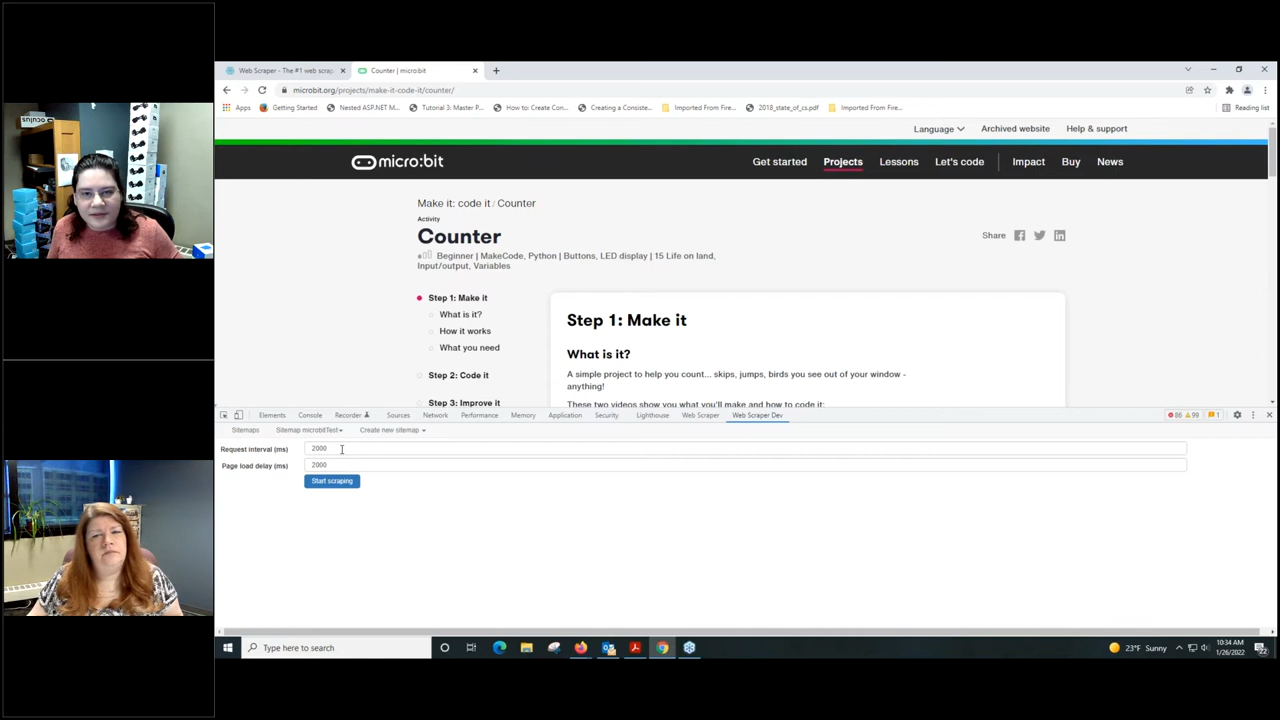 oculus
Web Scraper - The #1 web scrap
Counter | micro:bit
microbit.org/projects/make-it-code-it/counter/
Apps
Getting Started
Nested ASP.NET M...
Tutorial 3: Master P...
How to: Create Con...
Creating a Consiste...
Imported From Fire...
2018_state_of_cs.pdf
Imported From Fire...
Reading list
Language
Archived website
Help & support
micro:bit
Get started
Projects
Lessons
Let's code
Impact
Buy
News
Make it: code it / Counter
Activity
Counter
Share
Beginner | MakeCode, Python | Buttons, LED display | 15 Life on land,
Input/output, Variables
Step 1: Make it
What is it?
How it works
What you need
Step 2: Code it
Step 3: Improve it
Step 1: Make it
What is it?
A simple project to help you count... skips, jumps, birds you see out of your window -
anything!
These two videos show you what you'll make and how to code it:
Elements
Console
Recorder
Sources
Network
Performance
Memory
Application
Security
Lighthouse
Web Scraper
Web Scraper Dev
86
99
1
Sitemaps
Sitemap microbitTest
Create new sitemap
Request interval (ms)
2000
Page load delay (ms)
2000
Start scraping
Type here to search
23°F Sunny
10:34 AM
1/26/2022
22